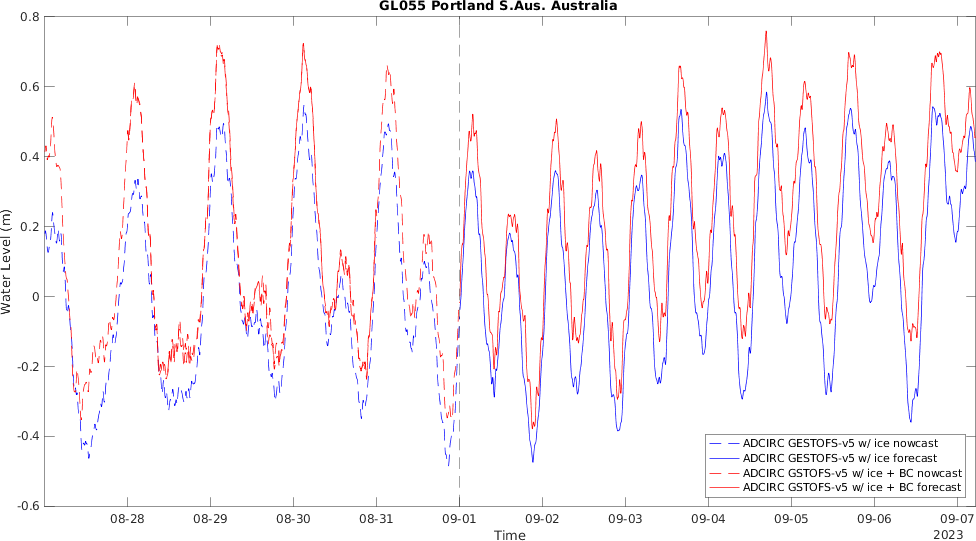 GL055 Portland S.Aus. Australia
0.8
0.6
0.4
0.2
0
-0.2
-0.4
-0.6
Water Level (m)
ADCIRC GESTOFS-v5 w/ ice nowcast
ADCIRC GESTOFS-v5 w/ ice forecast
ADCIRC GSTOFS-v5 w/ ice + BC nowcast
ADCIRC GSTOFS-v5 w/ ice + BC forecast
08-28 08-29 08-30 08-31 09-01 09-02 09-03 09-04 09-05 09-06 09-07
Time
2023